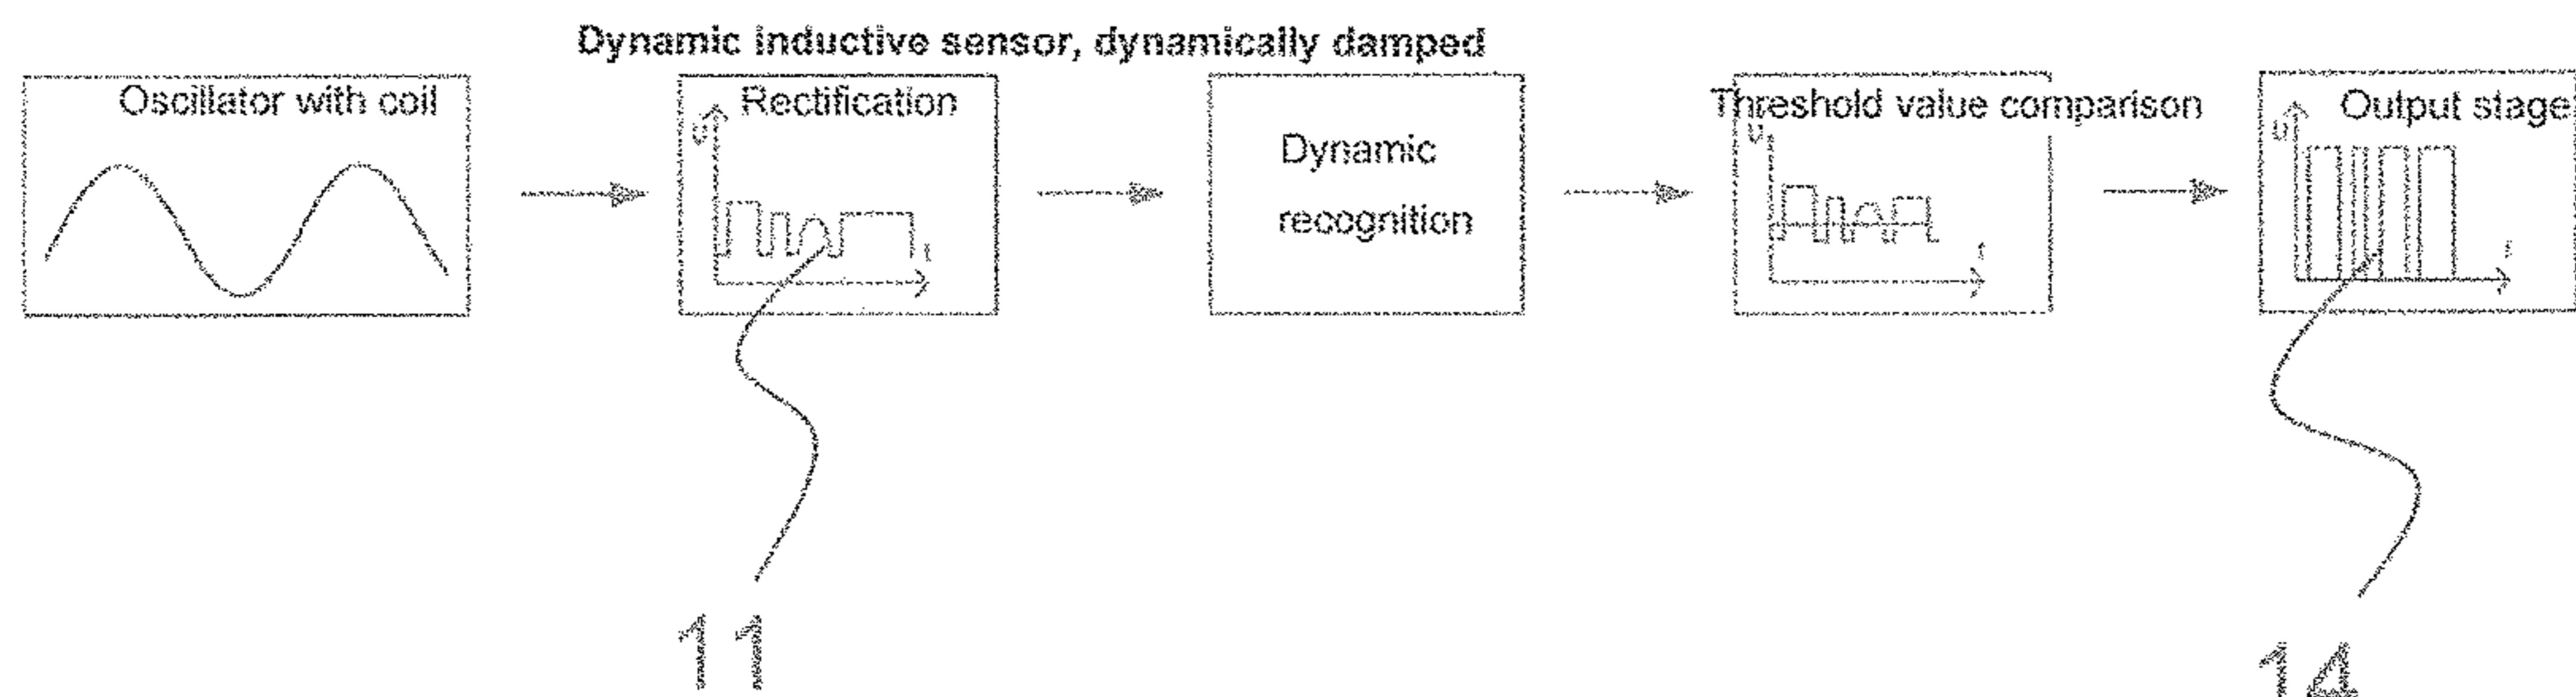 Dynamic inductive sensor, dynamically damped
Oscillator with coil
Rectification
U
t
Dynamic
recognition
Threshold value comparison
U
t
Output stage
U
t
11
14